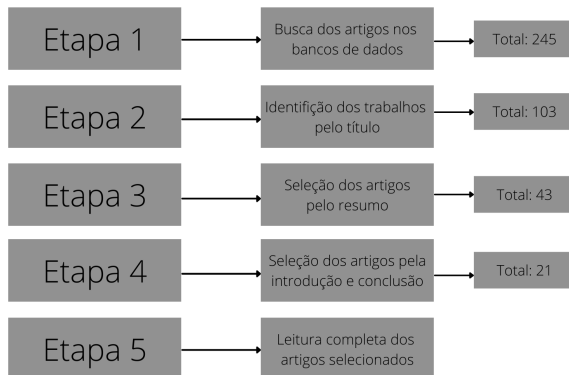 Etapa 1
Busca dos artigos nos
bancos de dados
Total: 245
Etapa 2
Identifição dos trabalhos
pelo título
Total: 103
Etapa 3
Seleção dos artigos
pelo resumo
Total: 43
Etapa 4
Seleção dos artigos pela
introdução e conclusão
Total: 21
Etapa 5
Leitura completa dos
artigos selecionados